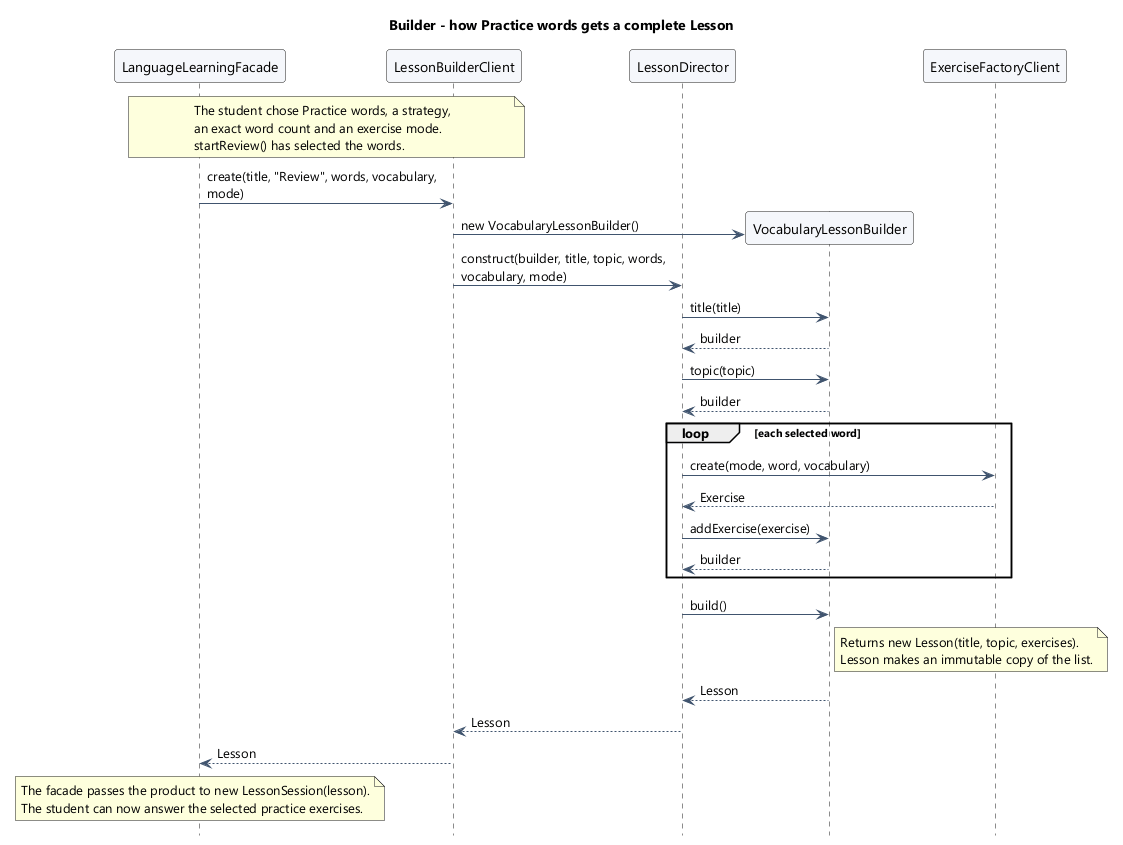 Builder - how Practice words gets a complete Lesson
LanguageLearningFacade
LessonBuilderClient
LessonDirector
ExerciseFactoryClient
The student chose Practice words, a strategy,
an exact word count and an exercise mode.
startReview() has selected the words.
create(title, "Review", words, vocabulary,
mode)
new VocabularyLessonBuilder()
VocabularyLessonBuilder
construct(builder, title, topic, words,
vocabulary, mode)
title(title)
builder
topic(topic)
builder
loop
[each selected word]
create(mode, word, vocabulary)
Exercise
addExercise(exercise)
builder
build()
Returns new Lesson(title, topic, exercises).
Lesson makes an immutable copy of the list.
Lesson
Lesson
Lesson
The facade passes the product to new LessonSession(lesson).
The student can now answer the selected practice exercises.